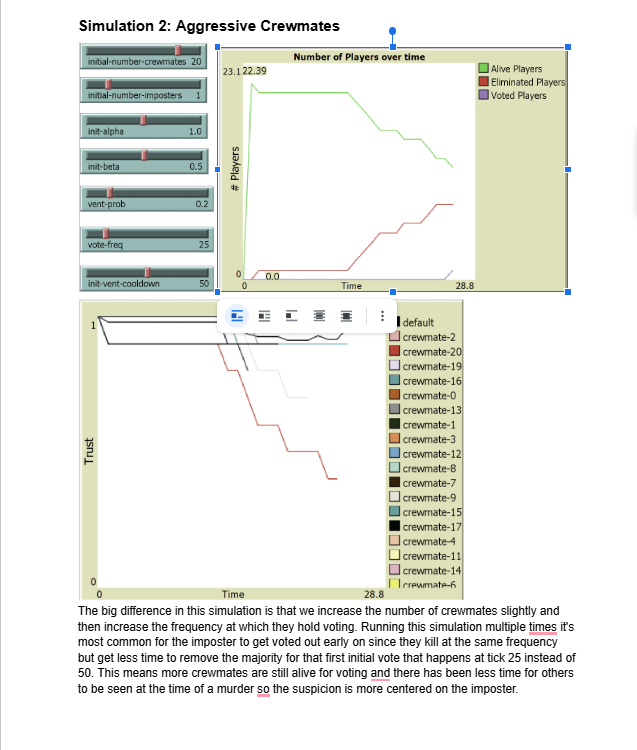 Simulation 2: Aggressive Crewmates
initial-number-crewmates 20
initial-number-imposters 1
init-alpha 1.0
init-beta 0.5
vent-prob 0.2
vote-freq 25
init-vent-cooldown 50
Number of Players over time
23.1 22.39
# Players
0
0.0
0 Time 28.8
Alive Players
Eliminated Players
Voted Players
1
Trust
0
0 Time 28.8
default
crewmate-2
crewmate-20
crewmate-19
crewmate-16
crewmate-0
crewmate-13
crewmate-1
crewmate-3
crewmate-12
crewmate-8
crewmate-7
crewmate-9
crewmate-15
crewmate-17
crewmate-4
crewmate-11
crewmate-14
crewmate-6
The big difference in this simulation is that we increase the number of crewmates slightly and
then increase the frequency at which they hold voting. Running this simulation multiple times it's
most common for the imposter to get voted out early on since they kill at the same frequency
but get less time to remove the majority for that first initial vote that happens at tick 25 instead of
50. This means more crewmates are still alive for voting and there has been less time for others
to be seen at the time of a murder so the suspicion is more centered on the imposter.